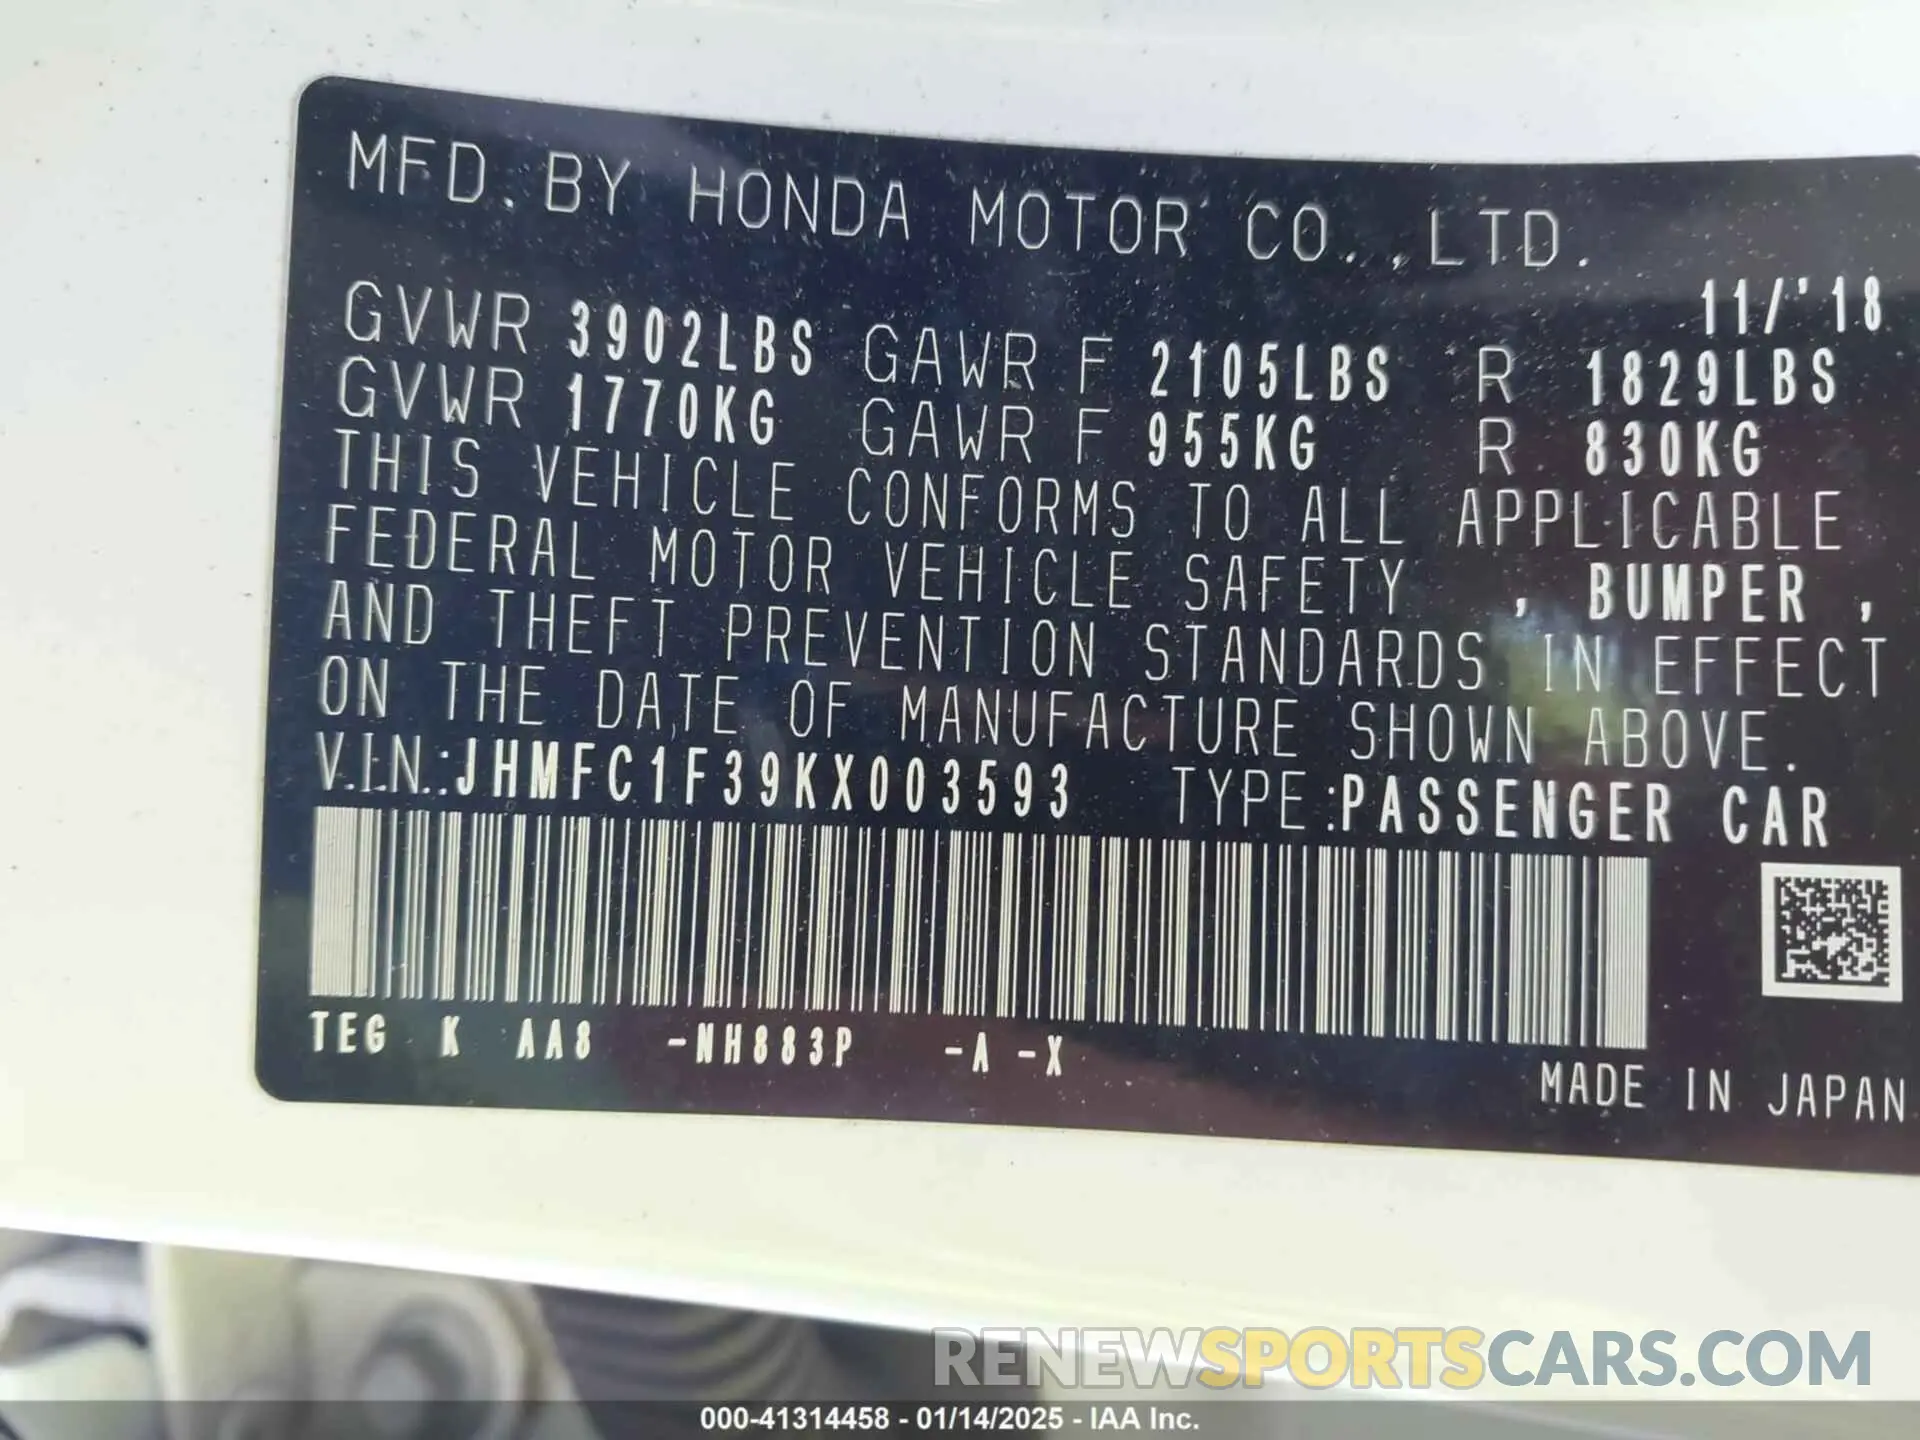 MFD. BY HONDA MOTOR CO., LTD.
11/'18
GVWR 3902LBS GAWR F 2105LBS R 1829LBS
GVWR 1770KG GAWR F 955KG R 830KG
THIS VEHICLE CONFORMS TO ALL APPLICABLE
FEDERAL MOTOR VEHICLE SAFETY , BUMPER ,
AND THEFT PREVENTION STANDARDS IN EFFECT
ON THE DATE OF MANUFACTURE SHOWN ABOVE.
V.I.N.:JHMFC1F39KX003593 TYPE:PASSENGER CAR
TEG K AA8 -NH883P -A -X
MADE IN JAPAN
RENEWSPORTSCARS.COM
000-41314458 - 01/14/2025 - IAA Inc.